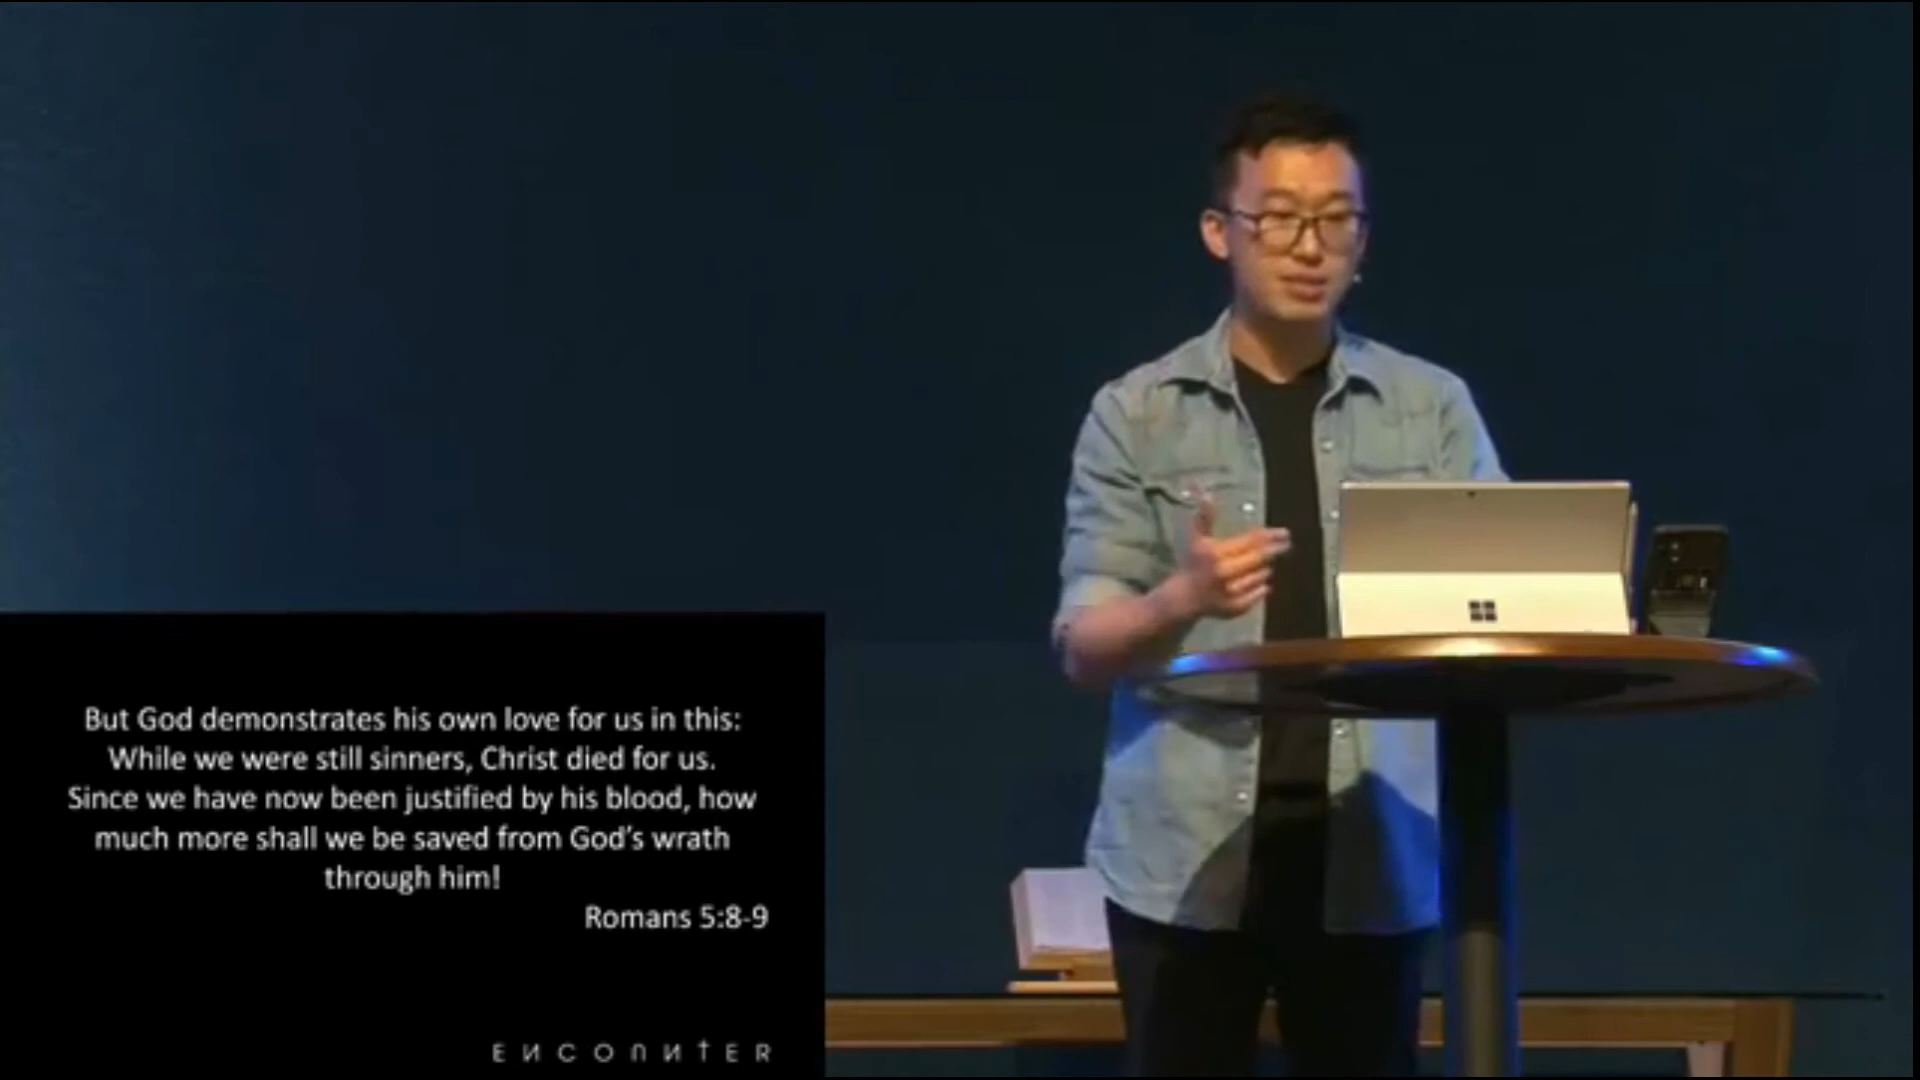 But God demonstrates his own love for us in this:
While we were still sinners, Christ died for us.
Since we have now been justified by his blood, how
much more shall we be saved from God's wrath
through him!
Romans 5:8-9
ENCOUNTER